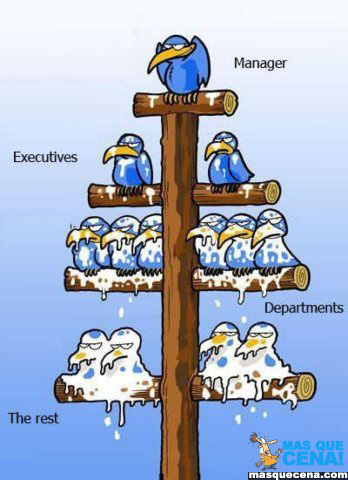 Manager
Executives
Departments
The rest
MAS QUE
CENA!
masquecena.com